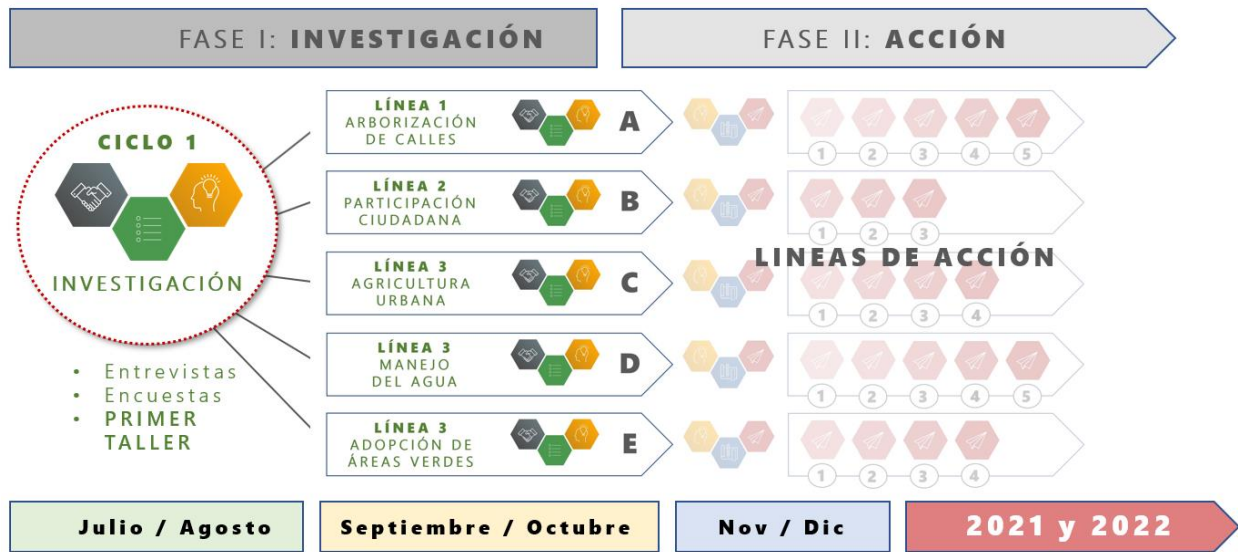 FASE I: INVESTIGACIÓN
FASE II: ACCIÓN
CICLO 1
INVESTIGACIÓN
• Entrevistas
• Encuestas
• PRIMER
TALLER
LÍNEA 1
ARBORIZACIÓN
DE CALLES
A
1 2 3 4 5
LÍNEA 2
PARTICIPACIÓN
CIUDADANA
B
1 2 3
LINEAS DE ACCIÓN
LÍNEA 3
AGRICULTURA
URBANA
C
1 2 3 4
LÍNEA 3
MANEJO
DEL AGUA
D
1 2 3 4 5
LÍNEA 3
ADOPCIÓN DE
ÁREAS VERDES
E
1 2 3 4
Julio / Agosto
Septiembre / Octubre
Nov / Dic
2021 y 2022